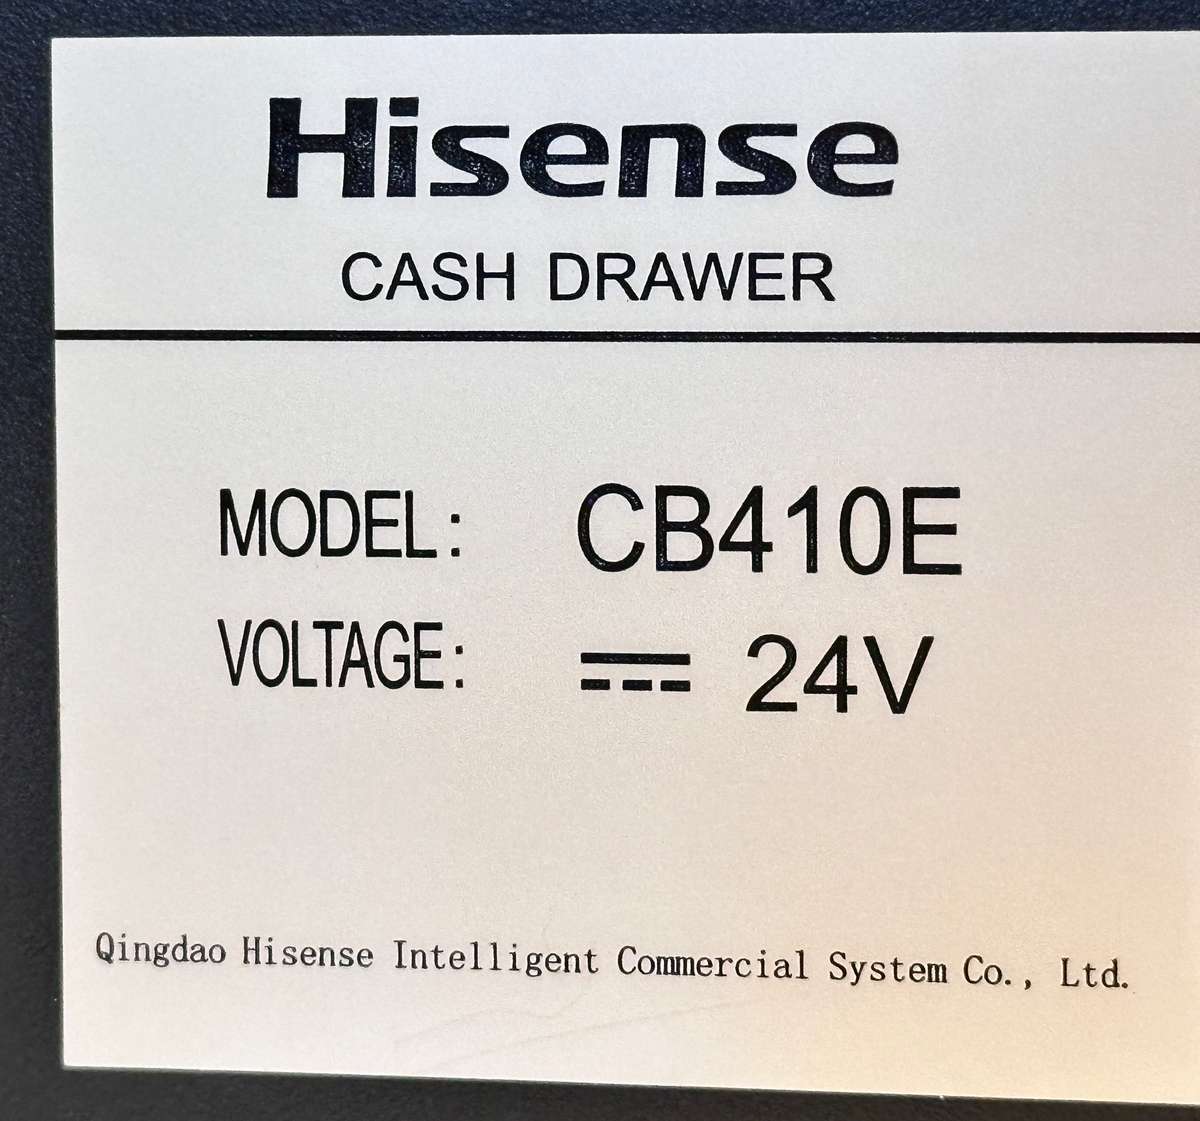 Hisense
CASH DRAWER
MODEL: CB410E
VOLTAGE: ⎓ 24V
Qingdao Hisense Intelligent Commercial System Co., Ltd.